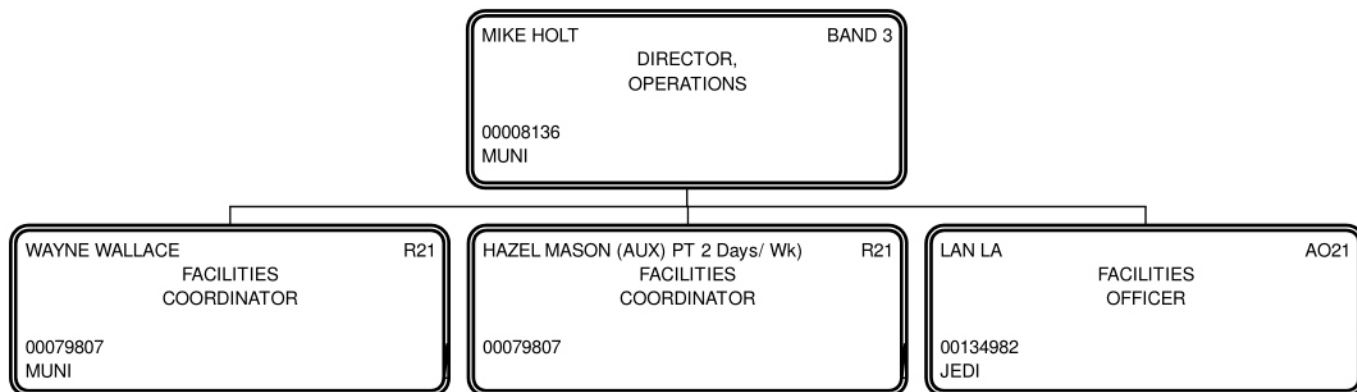 MIKE HOLT BAND 3
DIRECTOR,
OPERATIONS
00008136
MUNI
WAYNE WALLACE R21
FACILITIES
COORDINATOR
00079807
MUNI
HAZEL MASON (AUX) PT 2 Days/ Wk) R21
FACILITIES
COORDINATOR
00079807
LAN LA AO21
FACILITIES
OFFICER
00134982
JEDI